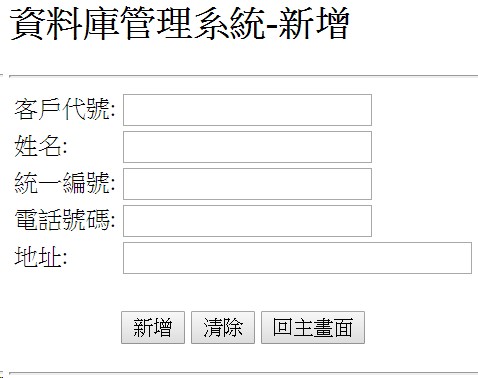 資料庫管理系統-新增
客戶代號:
姓名:
統一編號:
電話號碼:
地址:
新增 清除 回主畫面